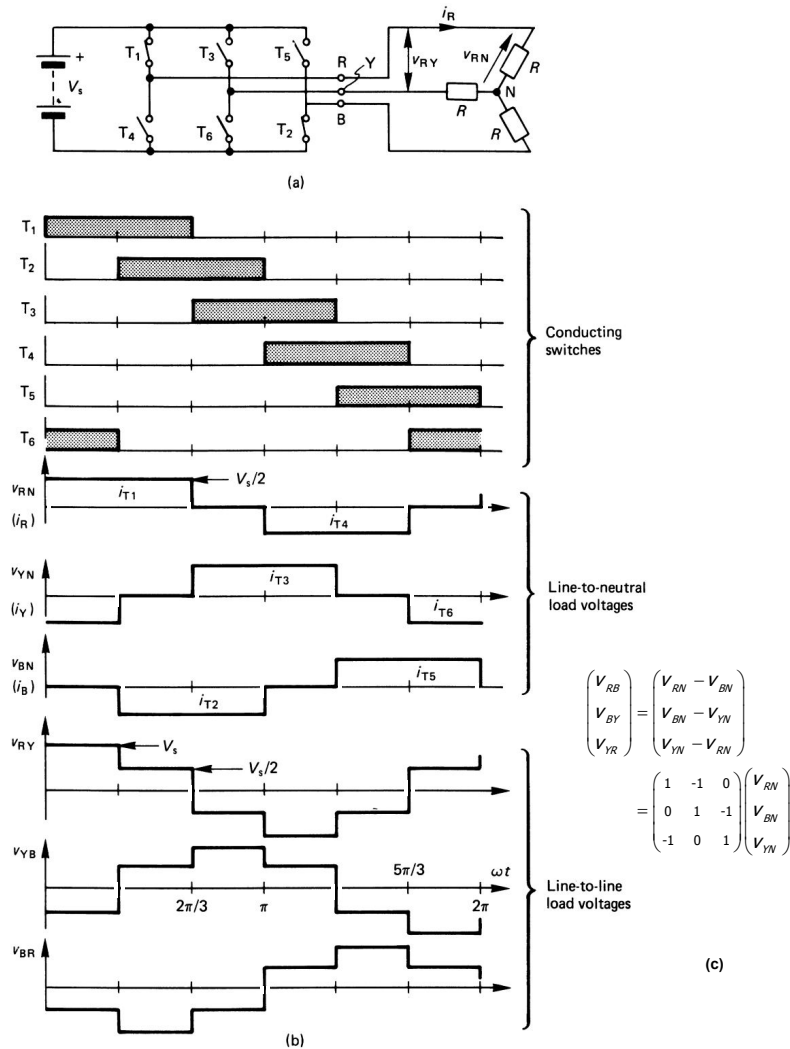 i_R
T_1 T_3 T_5 R Y v_RY v_RN R
+
V_s
N
R
R
T_4 T_6 T_2 B
(a)
T_1
T_2
T_3
T_4
T_5
T_6
Conducting
switches
v_RN
(i_R)
i_T1
V_s/2
i_T4
v_YN
(i_Y)
i_T3
i_T6
v_BN
(i_B)
i_T2
i_T5
Line-to-neutral
load voltages
v_RY
V_s
V_s/2
v_YB
2π/3 π 5π/3 2π ωt
v_BR
Line-to-line
load voltages
(b)
(V_RB) = (V_RN − V_BN)
(V_BY) = (V_BN − V_YN)
(V_YR) = (V_YN − V_RN)
= (1 -1 0) (V_RN)
(0 1 -1) (V_BN)
(-1 0 1) (V_YN)
(c)